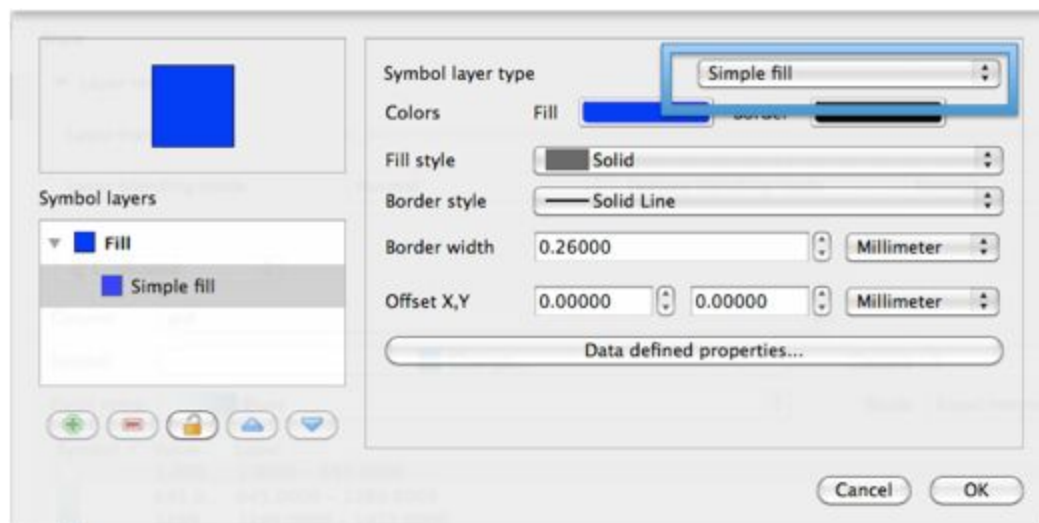 Symbol layer type Simple fill
Colors Fill Border
Fill style Solid
Symbol layers
Border style Solid Line
Fill
Border width 0.26000 Millimeter
Simple fill
Offset X,Y 0.00000 0.00000 Millimeter
Data defined properties...
Cancel OK